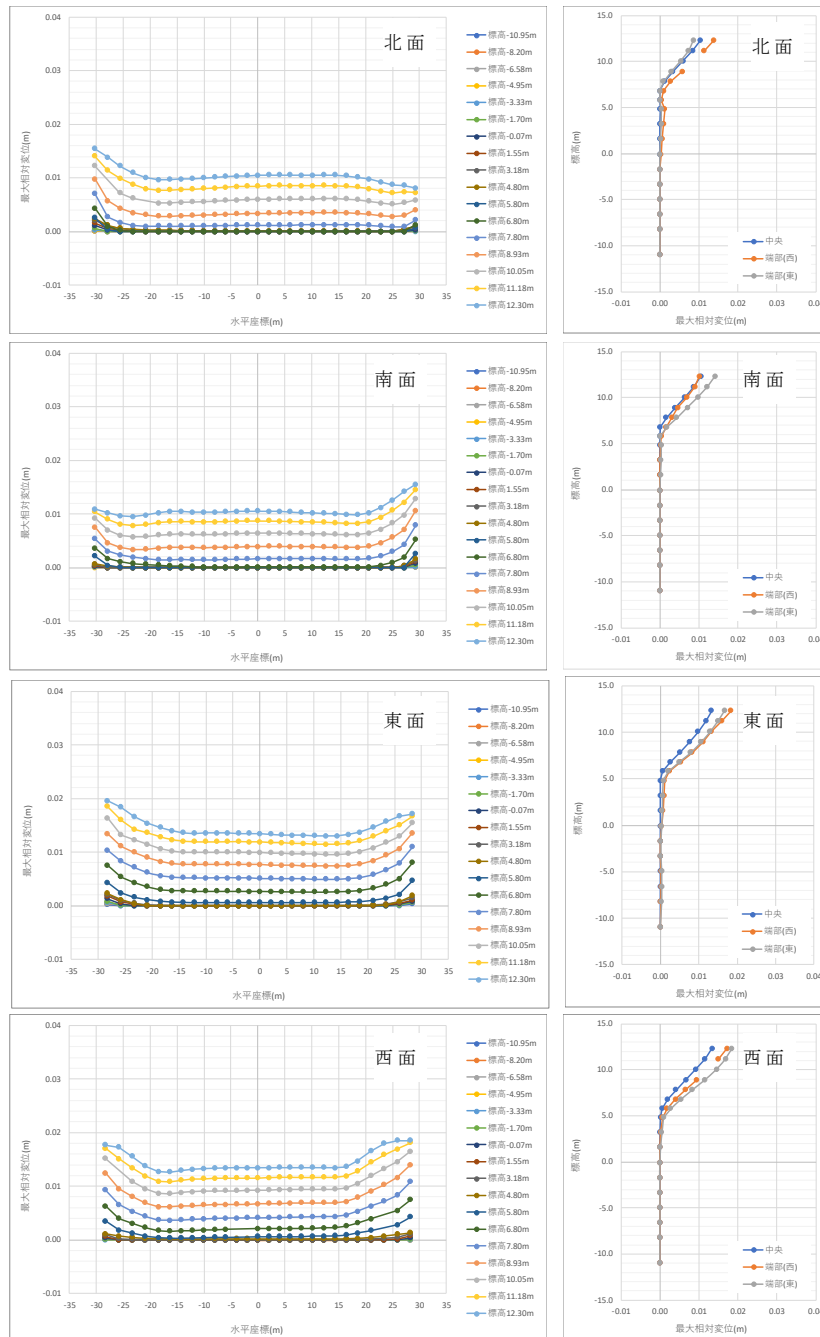 北面
0.04
0.03
0.02
0.01
0.00
-0.01
最大相対変位(m)
-35 -30 -25 -20 -15 -10 -5 0 5 10 15 20 25 30 35
水平座標(m)
標高-10.95m
標高-8.20m
標高-6.58m
標高-4.95m
標高-3.33m
標高-1.70m
標高-0.07m
標高1.55m
標高3.18m
標高4.80m
標高5.80m
標高6.80m
標高7.80m
標高8.93m
標高10.05m
標高11.18m
標高12.30m
北面
15.0
10.0
5.0
0.0
-5.0
-10.0
-15.0
標高(m)
-0.01 0.00 0.01 0.02 0.03 0.04
最大相対変位(m)
中央
端部(西)
端部(東)
南面
0.04
0.03
0.02
0.01
0.00
-0.01
最大相対変位(m)
-35 -30 -25 -20 -15 -10 -5 0 5 10 15 20 25 30 35
水平座標(m)
標高-10.95m
標高-8.20m
標高-6.58m
標高-4.95m
標高-3.33m
標高-1.70m
標高-0.07m
標高1.55m
標高3.18m
標高4.80m
標高5.80m
標高6.80m
標高7.80m
標高8.93m
標高10.05m
標高11.18m
標高12.30m
南面
15.0
10.0
5.0
0.0
-5.0
-10.0
-15.0
標高(m)
-0.01 0.00 0.01 0.02 0.03 0.04
最大相対変位(m)
中央
端部(西)
端部(東)
東面
0.04
0.03
0.02
0.01
0.00
-0.01
最大相対変位(m)
-35 -30 -25 -20 -15 -10 -5 0 5 10 15 20 25 30 35
水平座標(m)
標高-10.95m
標高-8.20m
標高-6.58m
標高-4.95m
標高-3.33m
標高-1.70m
標高-0.07m
標高1.55m
標高3.18m
標高4.80m
標高5.80m
標高6.80m
標高7.80m
標高8.93m
標高10.05m
標高11.18m
標高12.30m
東面
15.0
10.0
5.0
0.0
-5.0
-10.0
-15.0
標高(m)
-0.01 0.00 0.01 0.02 0.03 0.04
最大相対変位(m)
中央
端部(西)
端部(東)
西面
0.04
0.03
0.02
0.01
0.00
-0.01
最大相対変位(m)
-35 -30 -25 -20 -15 -10 -5 0 5 10 15 20 25 30 35
水平座標(m)
標高-10.95m
標高-8.20m
標高-6.58m
標高-4.95m
標高-3.33m
標高-1.70m
標高-0.07m
標高1.55m
標高3.18m
標高4.80m
標高5.80m
標高6.80m
標高7.80m
標高8.93m
標高10.05m
標高11.18m
標高12.30m
西面
15.0
10.0
5.0
0.0
-5.0
-10.0
-15.0
標高(m)
-0.01 0.00 0.01 0.02 0.03 0.04
最大相対変位(m)
中央
端部(西)
端部(東)